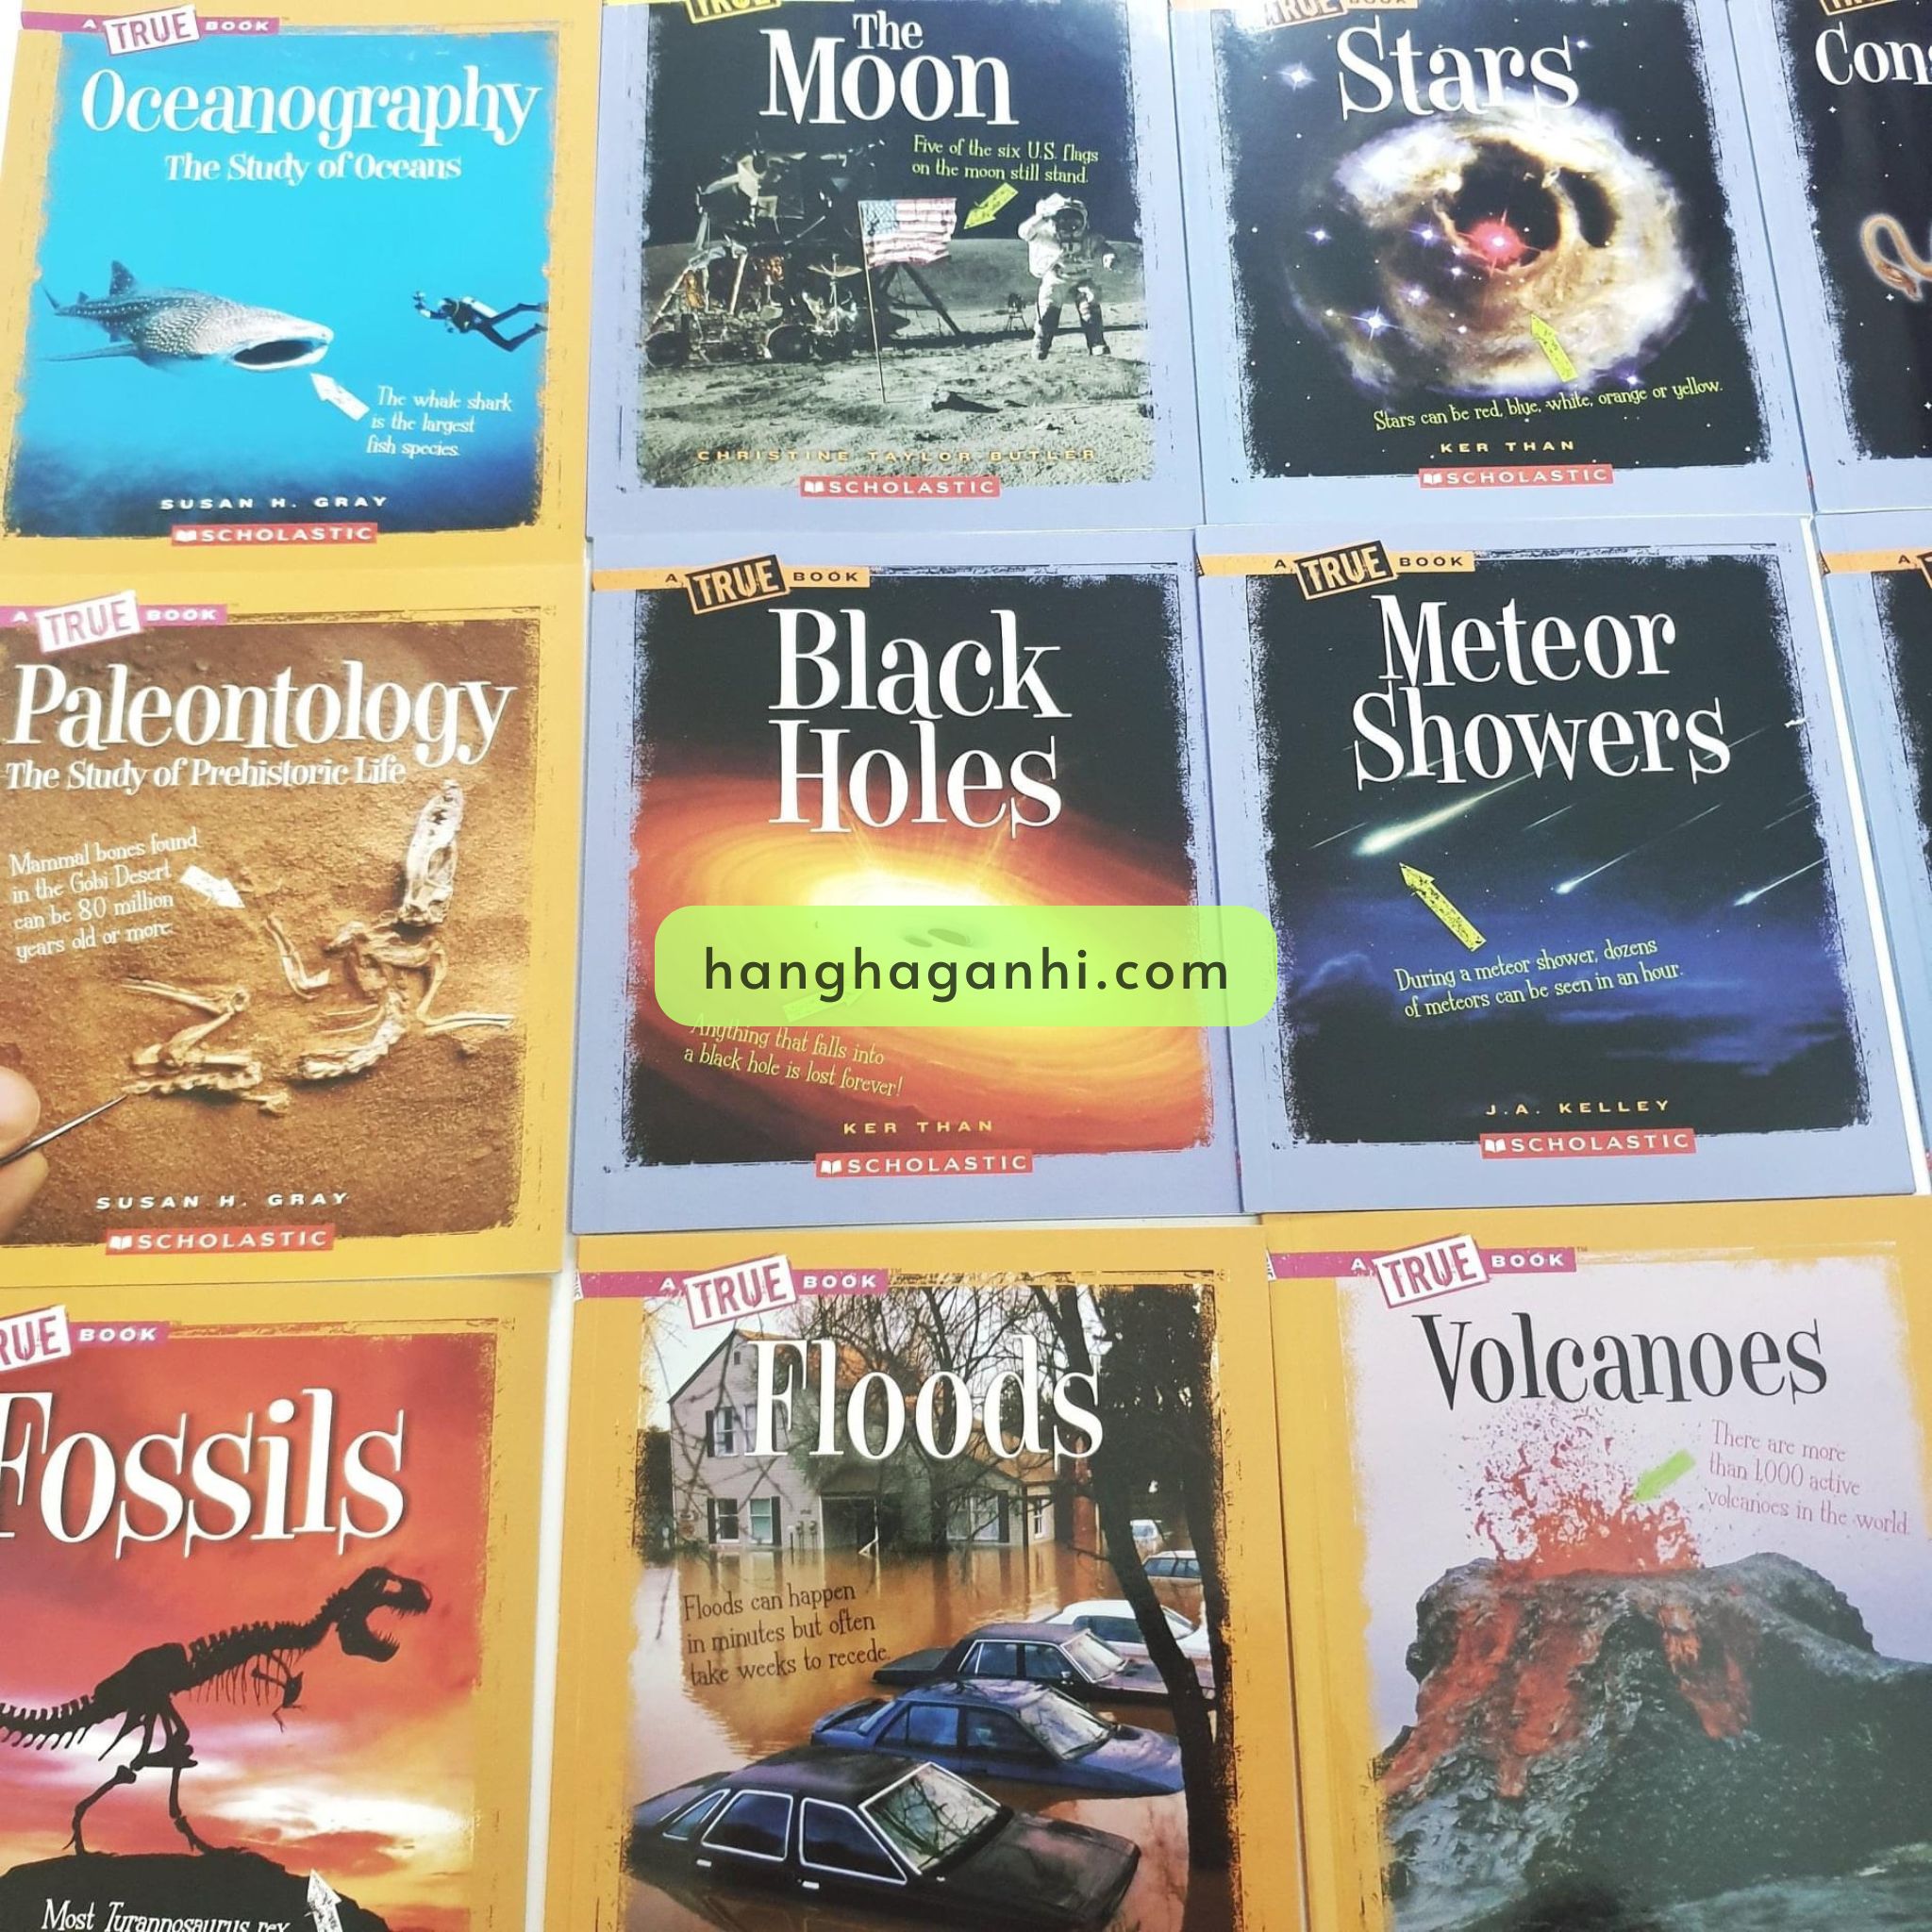 A TRUE BOOK
Oceanography
The Study of Oceans
The whale shark
is the largest
fish species.
SUSAN H. GRAY
SCHOLASTIC
TRUE
The
Moon
Five of the six U.S. flags
on the moon still stand.
CHRISTINE TAYLOR BUTLER
SCHOLASTIC
TRUE BOOK
Stars
Stars can be red, blue, white, orange or yellow.
KER THAN
SCHOLASTIC
Con
A TRUE BOOK
Paleontology
The Study of Prehistoric Life
Mammal bones found
in the Gobi Desert
can be 80 million
years old or more.
SUSAN H. GRAY
SCHOLASTIC
A TRUE BOOK
Black
Holes
hanghaganhi.com
Anything that falls into
a black hole is lost forever!
KER THAN
SCHOLASTIC
A TRUE BOOK
Meteor
Showers
During a meteor shower, dozens
of meteors can be seen in an hour.
J.A. KELLEY
SCHOLASTIC
A
RUE BOOK
Fossils
Most Tyrannosaurus rex
A TRUE BOOK
Floods
Floods can happen
in minutes but often
take weeks to recede.
A TRUE BOOK
Volcanoes
There are more
than 1,000 active
volcanoes in the world.